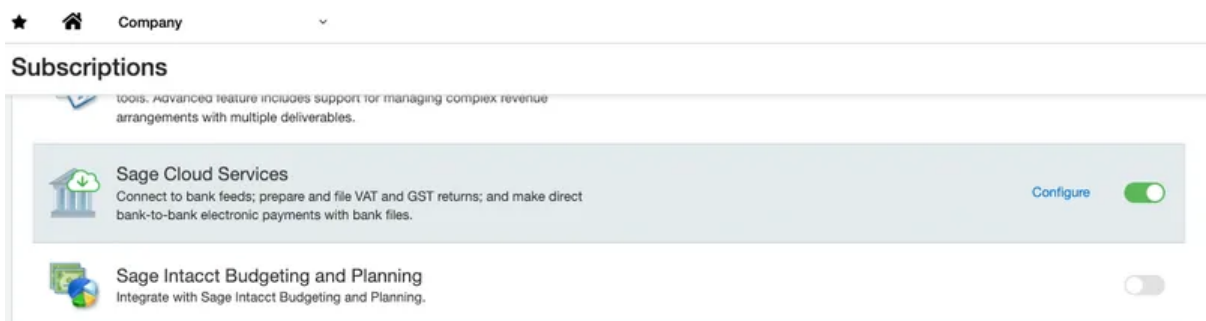 Company
Subscriptions
tools. Advanced feature includes support for managing complex revenue
arrangements with multiple deliverables.
Sage Cloud Services
Connect to bank feeds; prepare and file VAT and GST returns; and make direct
bank-to-bank electronic payments with bank files.
Configure
Sage Intacct Budgeting and Planning
Integrate with Sage Intacct Budgeting and Planning.